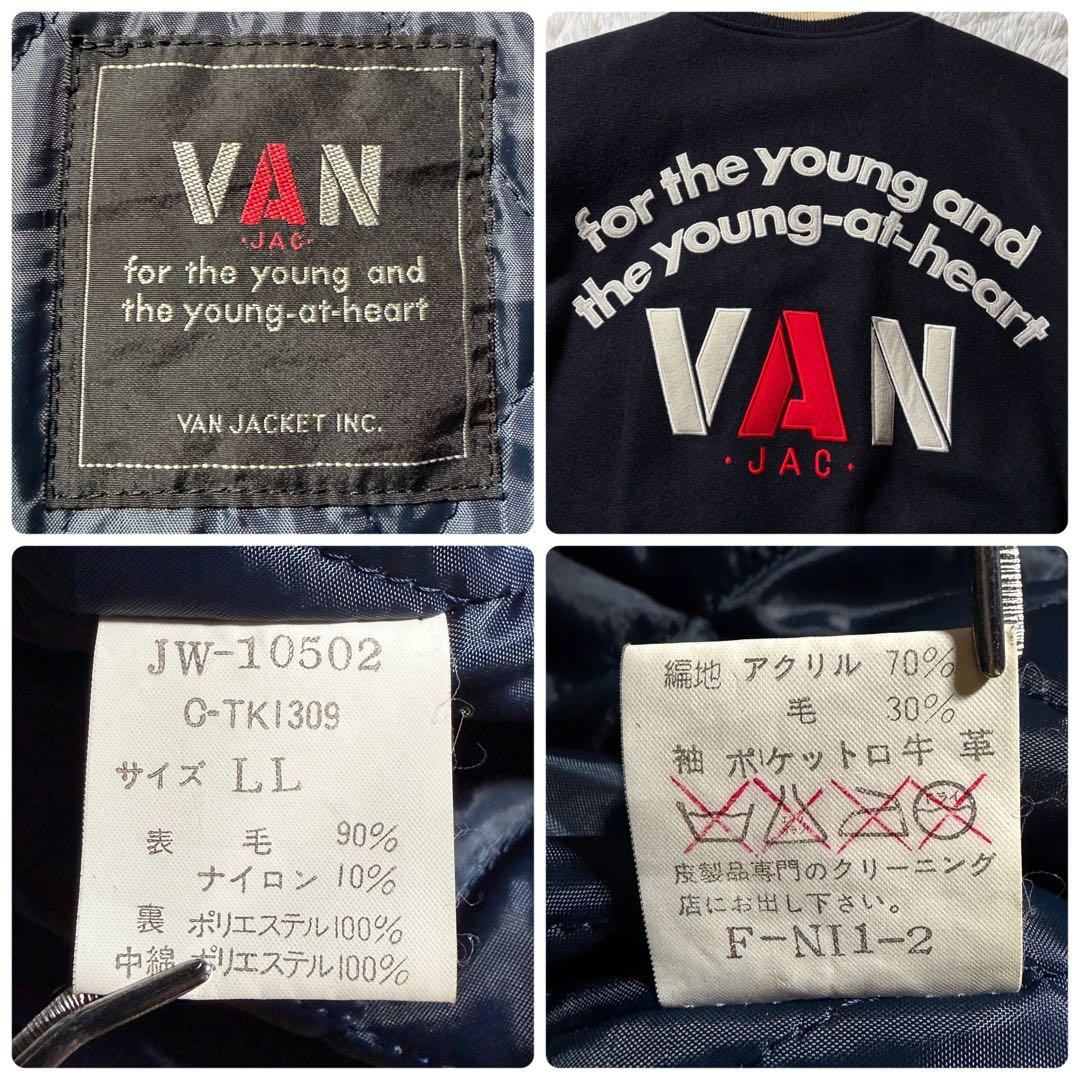 VAN
・JAC・
for the young and
the young-at-heart
VAN JACKET INC.
for the young and
the young-at-heart
VAN
・JAC・
JW-10502
C-TK1309
サイズ LL
表 毛 90%
ナイロン 10%
裏 ポリエステル100%
中綿 ポリエステル100%
編地 アクリル 70%
毛 30%
袖 ポケット口 牛革
皮製品専門のクリーニング
店にお出し下さい。
F-NI1-2